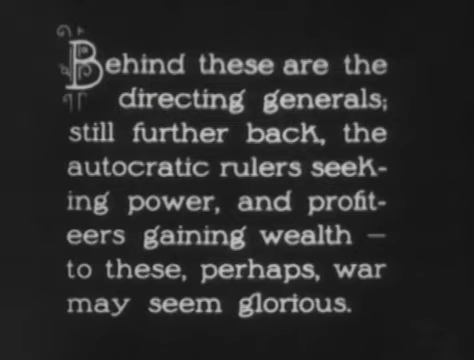 Behind these are the
directing generals;
still further back, the
autocratic rulers seek-
ing power, and profit-
eers gaining wealth —
to these, perhaps, war
may seem glorious.